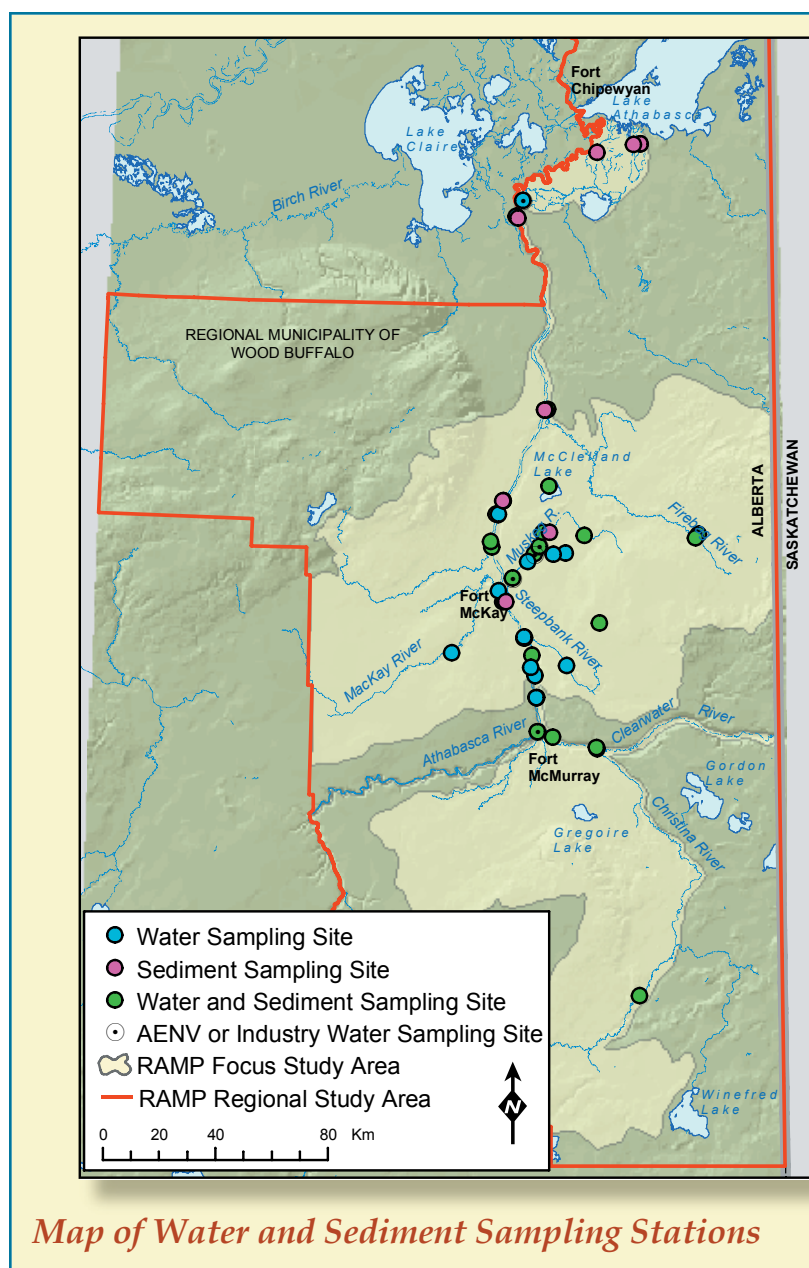 Fort
Chipewyan
Lake
Athabasca
Lake
Claire
Birch River
REGIONAL MUNICIPALITY OF
WOOD BUFFALO
McClelland
Lake
ALBERTA
SASKATCHEWAN
Firebag River
Muskeg R.
Fort
McKay
Steepbank River
MacKay River
Athabasca River
Clearwater River
Fort
McMurray
Gordon
Lake
Christina River
Gregoire
Lake
Water Sampling Site
Sediment Sampling Site
Water and Sediment Sampling Site
AENV or Industry Water Sampling Site
RAMP Focus Study Area
RAMP Regional Study Area
0 20 40 80 Km
N
Winefred
Lake
Map of Water and Sediment Sampling Stations